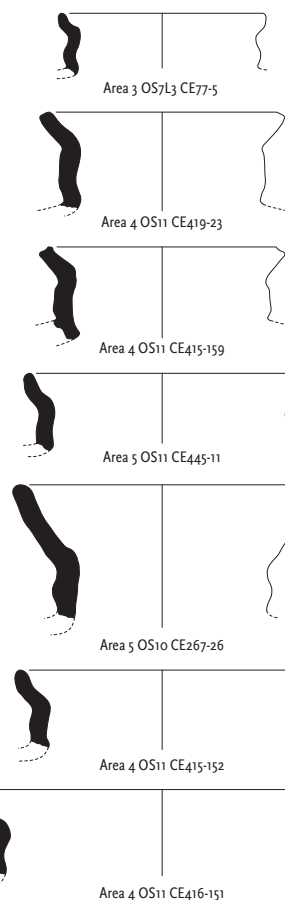 Area 3 OS7L3 CE77-5
Area 4 OS11 CE419-23
Area 4 OS11 CE415-159
Area 5 OS11 CE445-11
Area 5 OS10 CE267-26
Area 4 OS11 CE415-152
Area 4 OS11 CE416-151